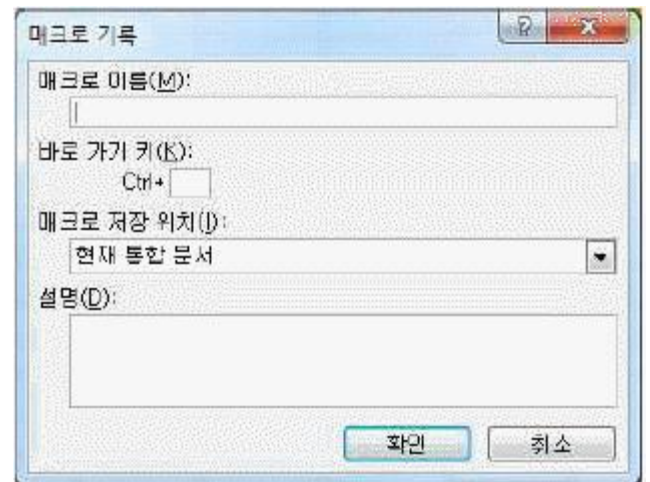 매크로 기록
매크로 이름(M):
바로 가기 키(K):
Ctrl+
매크로 저장 위치(I):
현재 통합 문서
설명(D):
확인
취소